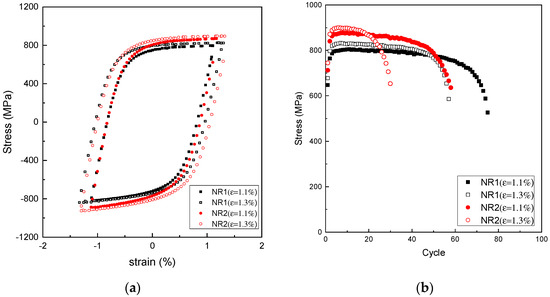 1200
800
400
0
-400
-800
-1200
-2
-1
0
1
2
Stress (MPa)
strain (%)
NR1(ε=1.1%)
NR1(ε=1.3%)
NR2(ε=1.1%)
NR2(ε=1.3%)
(a)
1000
800
600
400
200
0
0
20
40
60
80
100
Stress (MPa)
Cycle
NR1(ε=1.1%)
NR1(ε=1.3%)
NR2(ε=1.1%)
NR2(ε=1.3%)
(b)